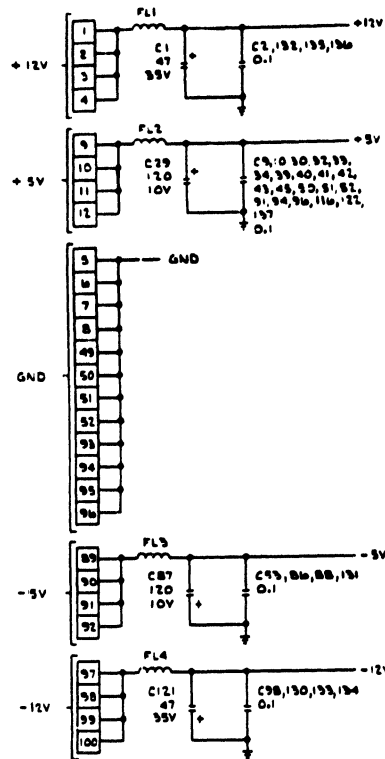 FL1
+12V
1
2
3
4
+12V
C1
47
35V
+
C2,132,135,136
0.1
FL2
+5V
9
10
11
12
+5V
C29
120
10V
+
C9,10,30,32,33,
34,39,40,41,42,
43,45,50,51,52,
91,94,96,116,122,
137
0.1
GND
5
6
7
8
49
50
51
52
93
94
95
96
GND
FL3
-5V
89
90
91
92
-5V
C87
120
10V
+
C53,86,88,131
0.1
FL4
-12V
97
98
99
100
-12V
C121
47
35V
+
C98,130,133,134
0.1